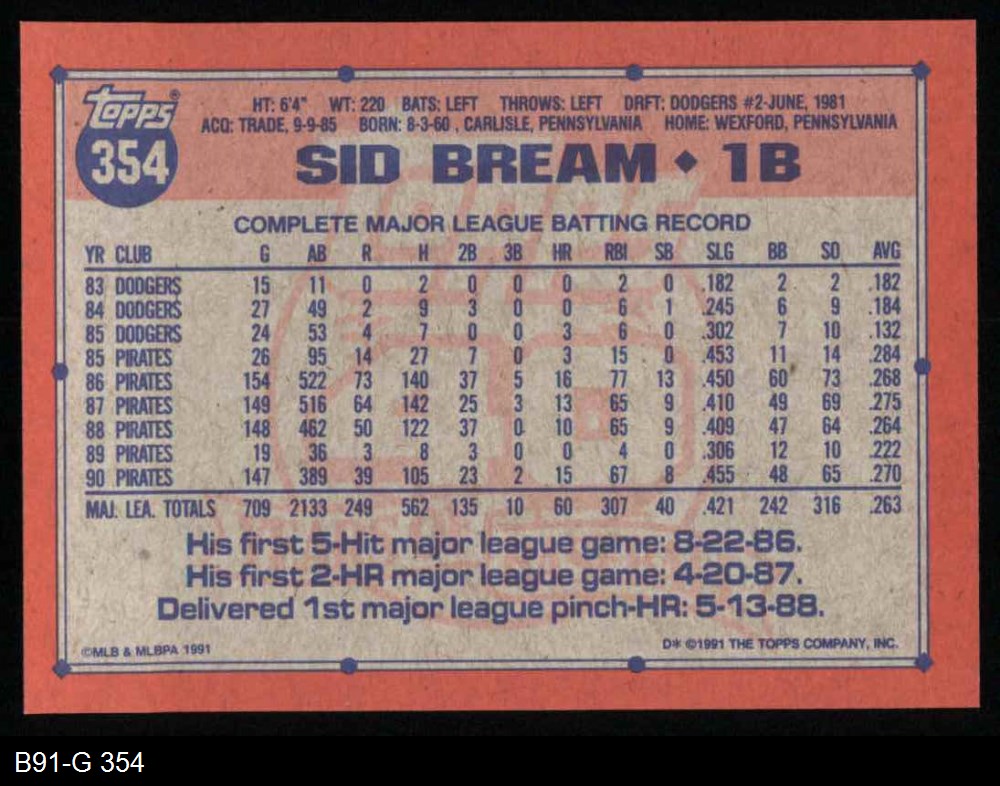 Topps®
354
HT: 6'4" WT: 220 BATS: LEFT THROWS: LEFT DRFT: DODGERS #2-JUNE, 1981
ACQ: TRADE, 9-9-85 BORN: 8-3-60 , CARLISLE, PENNSYLVANIA HOME: WEXFORD, PENNSYLVANIA
SID BREAM ◆ 1B
COMPLETE MAJOR LEAGUE BATTING RECORD
YR CLUB G AB R H 2B 3B HR RBI SB SLG BB SO AVG
83 DODGERS 15 11 0 2 0 0 0 2 0 .182 2 2 .182
84 DODGERS 27 49 2 9 3 0 0 6 1 .245 6 9 .184
85 DODGERS 24 53 4 7 0 0 3 6 0 .302 7 10 .132
85 PIRATES 26 95 14 27 7 0 3 15 0 .453 11 14 .284
86 PIRATES 154 522 73 140 37 5 16 77 13 .450 60 73 .268
87 PIRATES 149 516 64 142 25 3 13 65 9 .410 49 69 .275
88 PIRATES 148 462 50 122 37 0 10 65 9 .409 47 64 .264
89 PIRATES 19 36 3 8 3 0 0 4 0 .306 12 10 .222
90 PIRATES 147 389 39 105 23 2 15 67 8 .455 48 65 .270
MAJ. LEA. TOTALS 709 2133 249 562 135 10 60 307 40 .421 242 316 .263
His first 5-Hit major league game: 8-22-86.
His first 2-HR major league game: 4-20-87.
Delivered 1st major league pinch-HR: 5-13-88.
©MLB & MLBPA 1991
D* ©1991 THE TOPPS COMPANY, INC.
B91-G 354